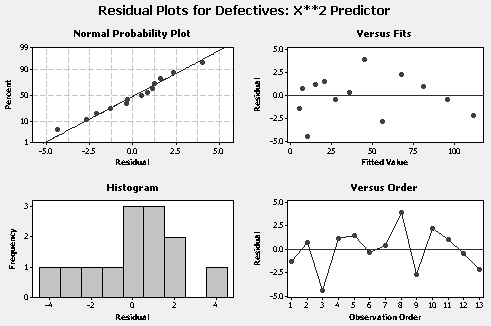 Residual Plots for Defectives: X**2 Predictor
Normal Probability Plot
99
90
50
10
1
Percent
-5.0 -2.5 0.0 2.5 5.0
Residual
Versus Fits
5.0
2.5
0.0
-2.5
-5.0
Residual
0 25 50 75 100
Fitted Value
Histogram
3
2
1
0
Frequency
-4 -2 0 2 4
Residual
Versus Order
5.0
2.5
0.0
-2.5
-5.0
Residual
1 2 3 4 5 6 7 8 9 10 11 12 13
Observation Order